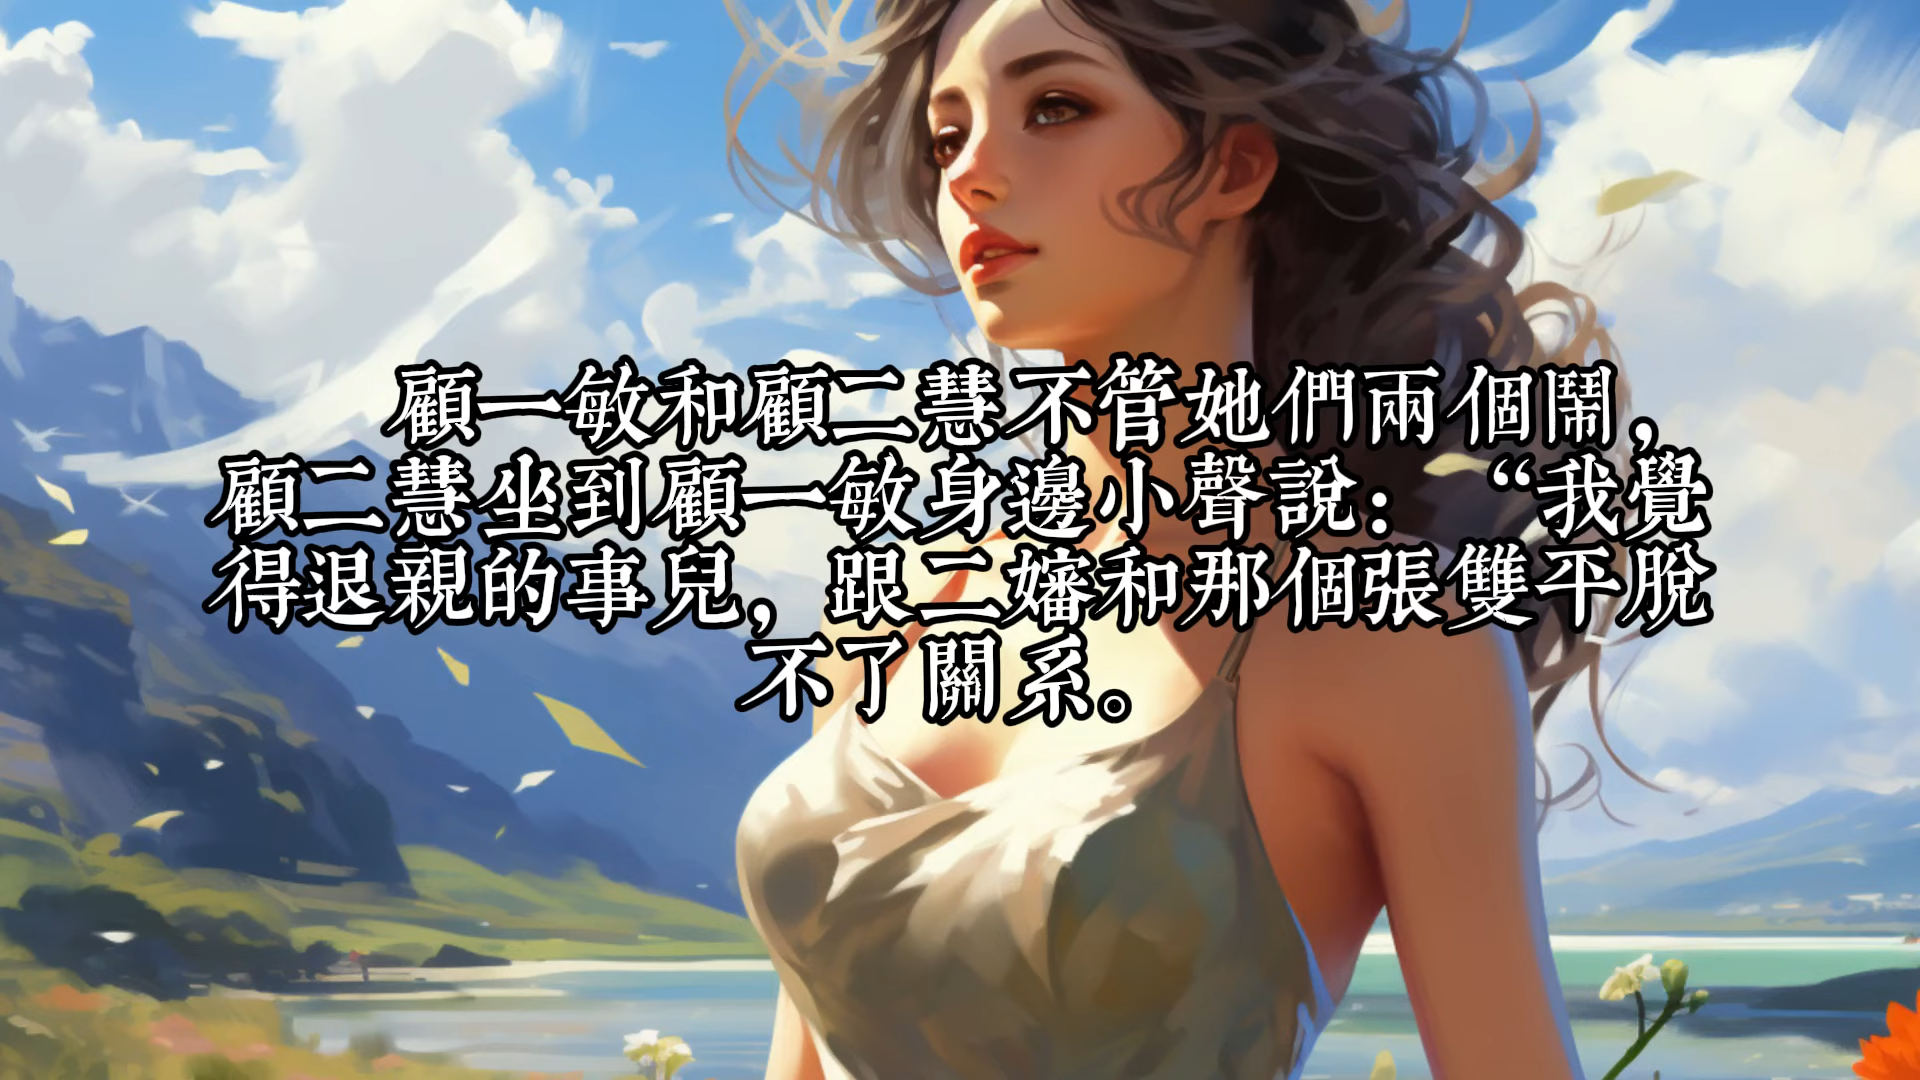 顧一敏和顧二慧不管她們兩個鬧，
顧二慧坐到顧一敏身邊小聲說：“我覺
得退親的事兒，跟二嬸和那個張雙平脫
不了關系。